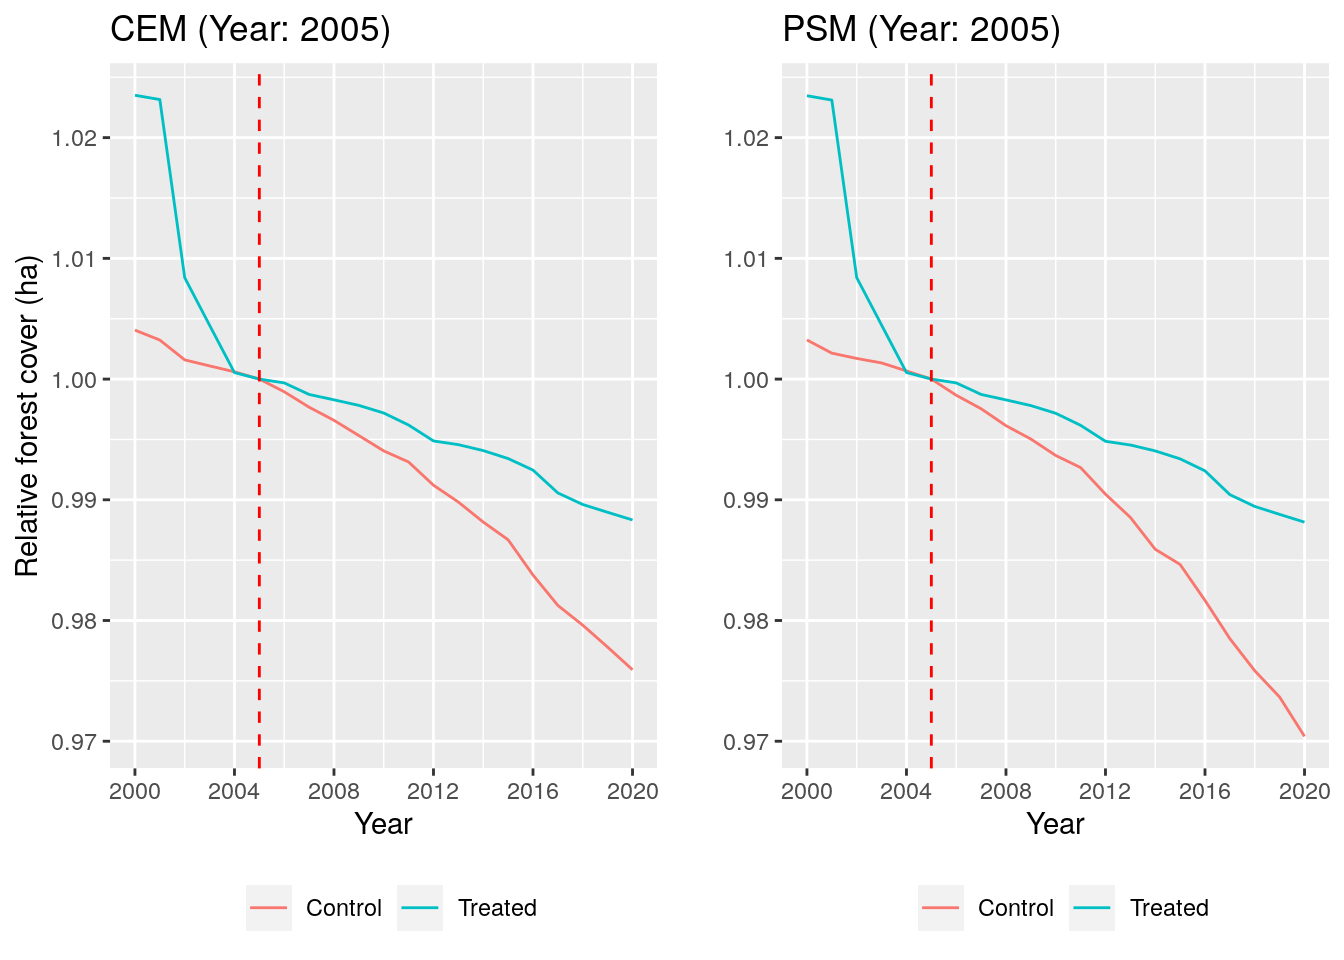 CEM (Year: 2005)
Relative forest cover (ha)
1.02
1.01
1.00
0.99
0.98
0.97
2000 2004 2008 2012 2016 2020
Year
Control Treated
PSM (Year: 2005)
1.02
1.01
1.00
0.99
0.98
0.97
2000 2004 2008 2012 2016 2020
Year
Control Treated